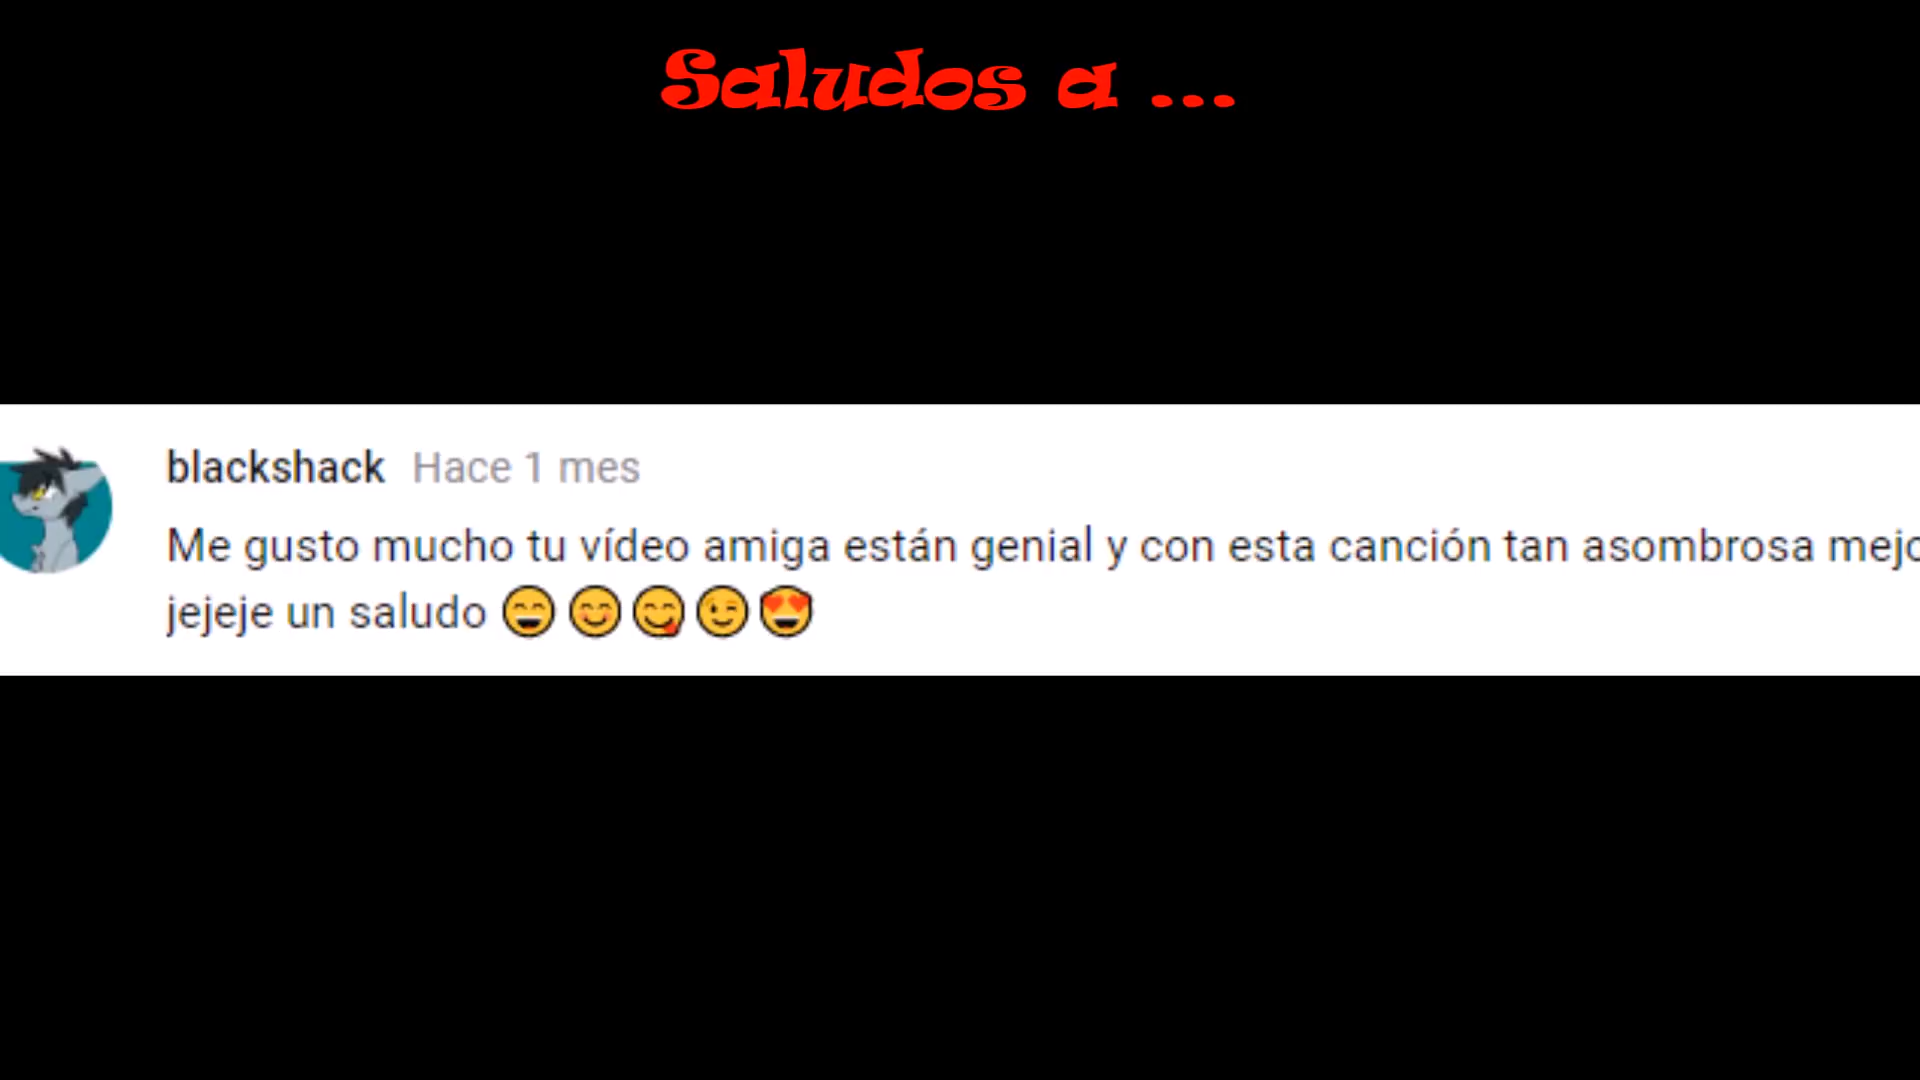 Saludos a ...
blackshack Hace 1 mes
Me gusto mucho tu vídeo amiga están genial y con esta canción tan asombrosa
jejeje un saludo 😄😊😋😉😍